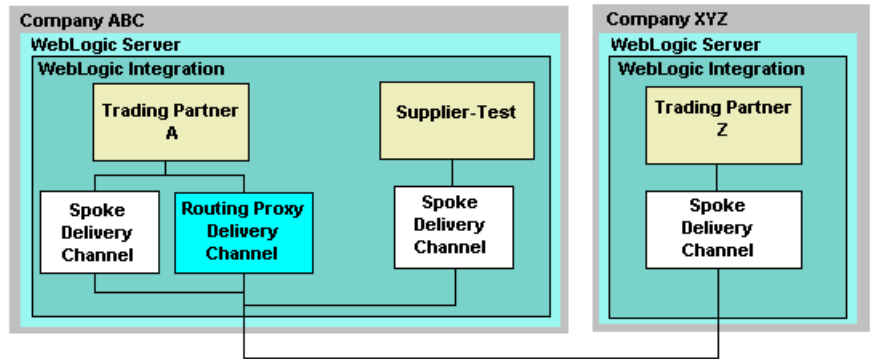 Company ABC
WebLogic Server
WebLogic Integration
Trading Partner
A
Supplier-Test
Spoke
Delivery
Channel
Routing Proxy
Delivery
Channel
Spoke
Delivery
Channel
Company XYZ
WebLogic Server
WebLogic Integration
Trading Partner
Z
Spoke
Delivery
Channel